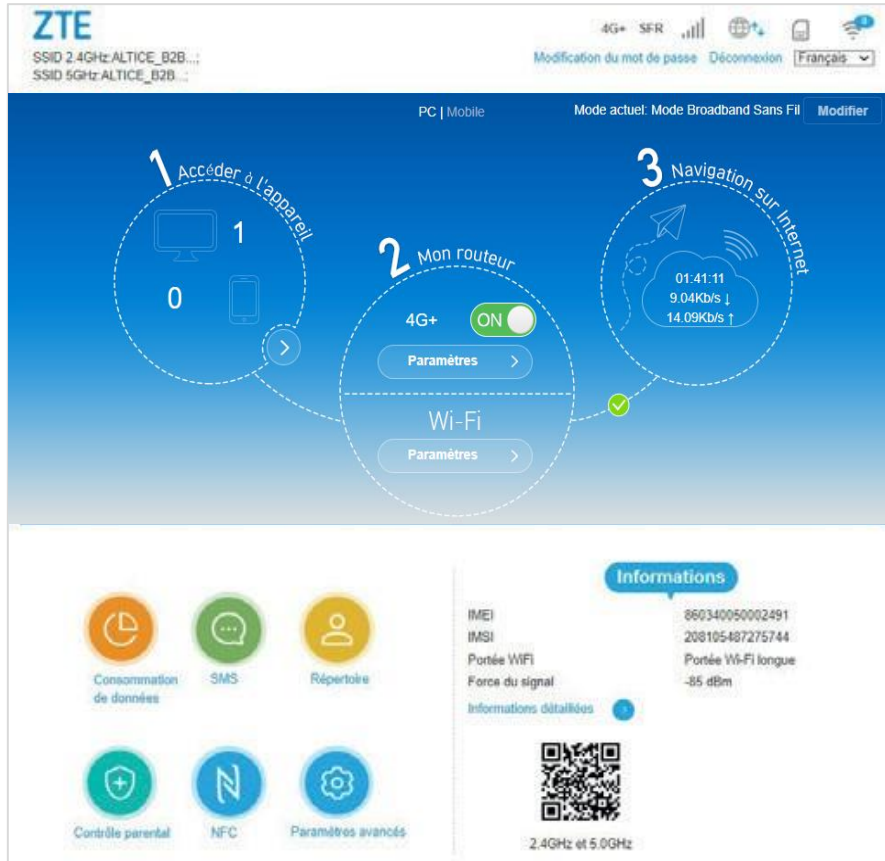 ZTE
4G+ SFR
SSID 2.4GHz:ALTICE_B2B...;
SSID 5GHz:ALTICE_B2B...;
Modification du mot de passe Déconnexion Français
PC | Mobile
Mode actuel: Mode Broadband Sans Fil Modifier
1 Accéder à l'appareil
1
0
2 Mon routeur
4G+ ON
Paramètres
Wi-Fi
Paramètres
3 Navigation sur Internet
01:41:11
9.04Kb/s ↓
14.09Kb/s ↑
Consommation
de données
SMS
Répertoire
Contrôle parental
NFC
Paramètres avancés
Informations
IMEI 860340050002491
IMSI 208105487275744
Portée WiFi Portée Wi-Fi longue
Force du signal -85 dBm
Informations détaillées
2.4GHz et 5.0GHz